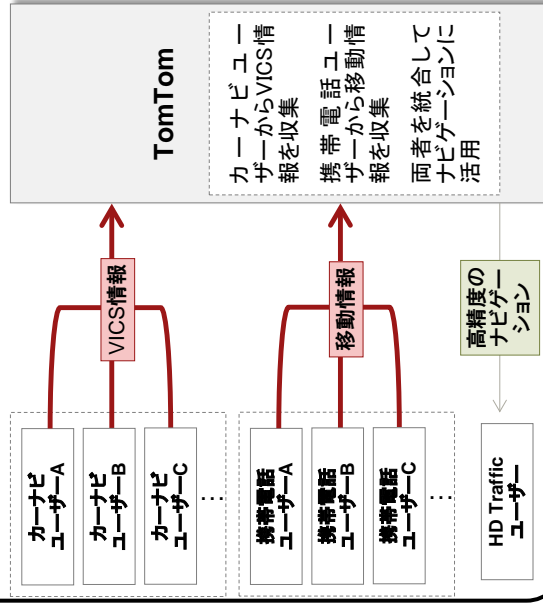 カーナビ
ユーザーA
カーナビ
ユーザーB
カーナビ
ユーザーC
…
携帯電話
ユーザーA
携帯電話
ユーザーB
携帯電話
ユーザーC
…
HD Traffic
ユーザー
VICS情報
移動情報
高精度の
ナビゲー
ション
TomTom
カーナビユー
ザーからVICS情
報を収集
携帯電話ユー
ザーから移動情
報を収集
両者を統合して
ナビゲーションに
活用